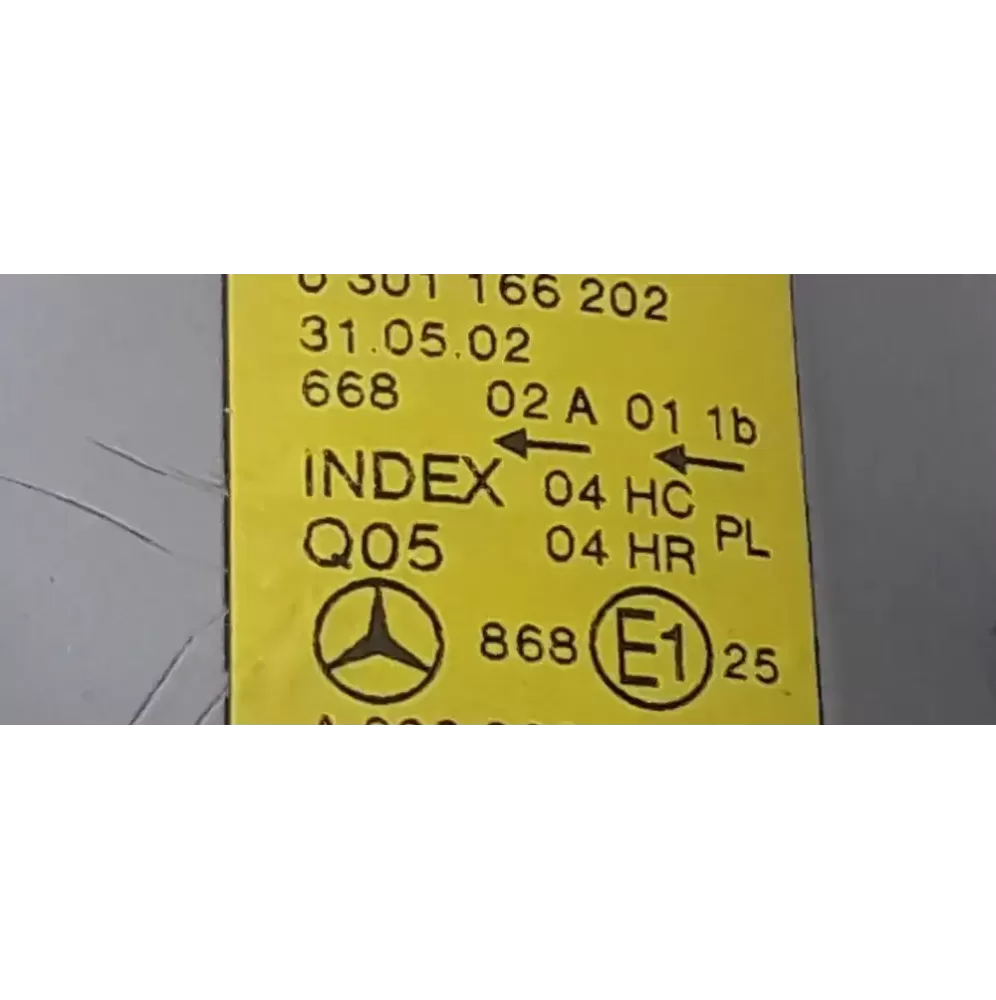 0 301 166 202
31.05.02
668 02 A 01 1b
INDEX 04 HC
Q05 04 HR PL
868 E1 25